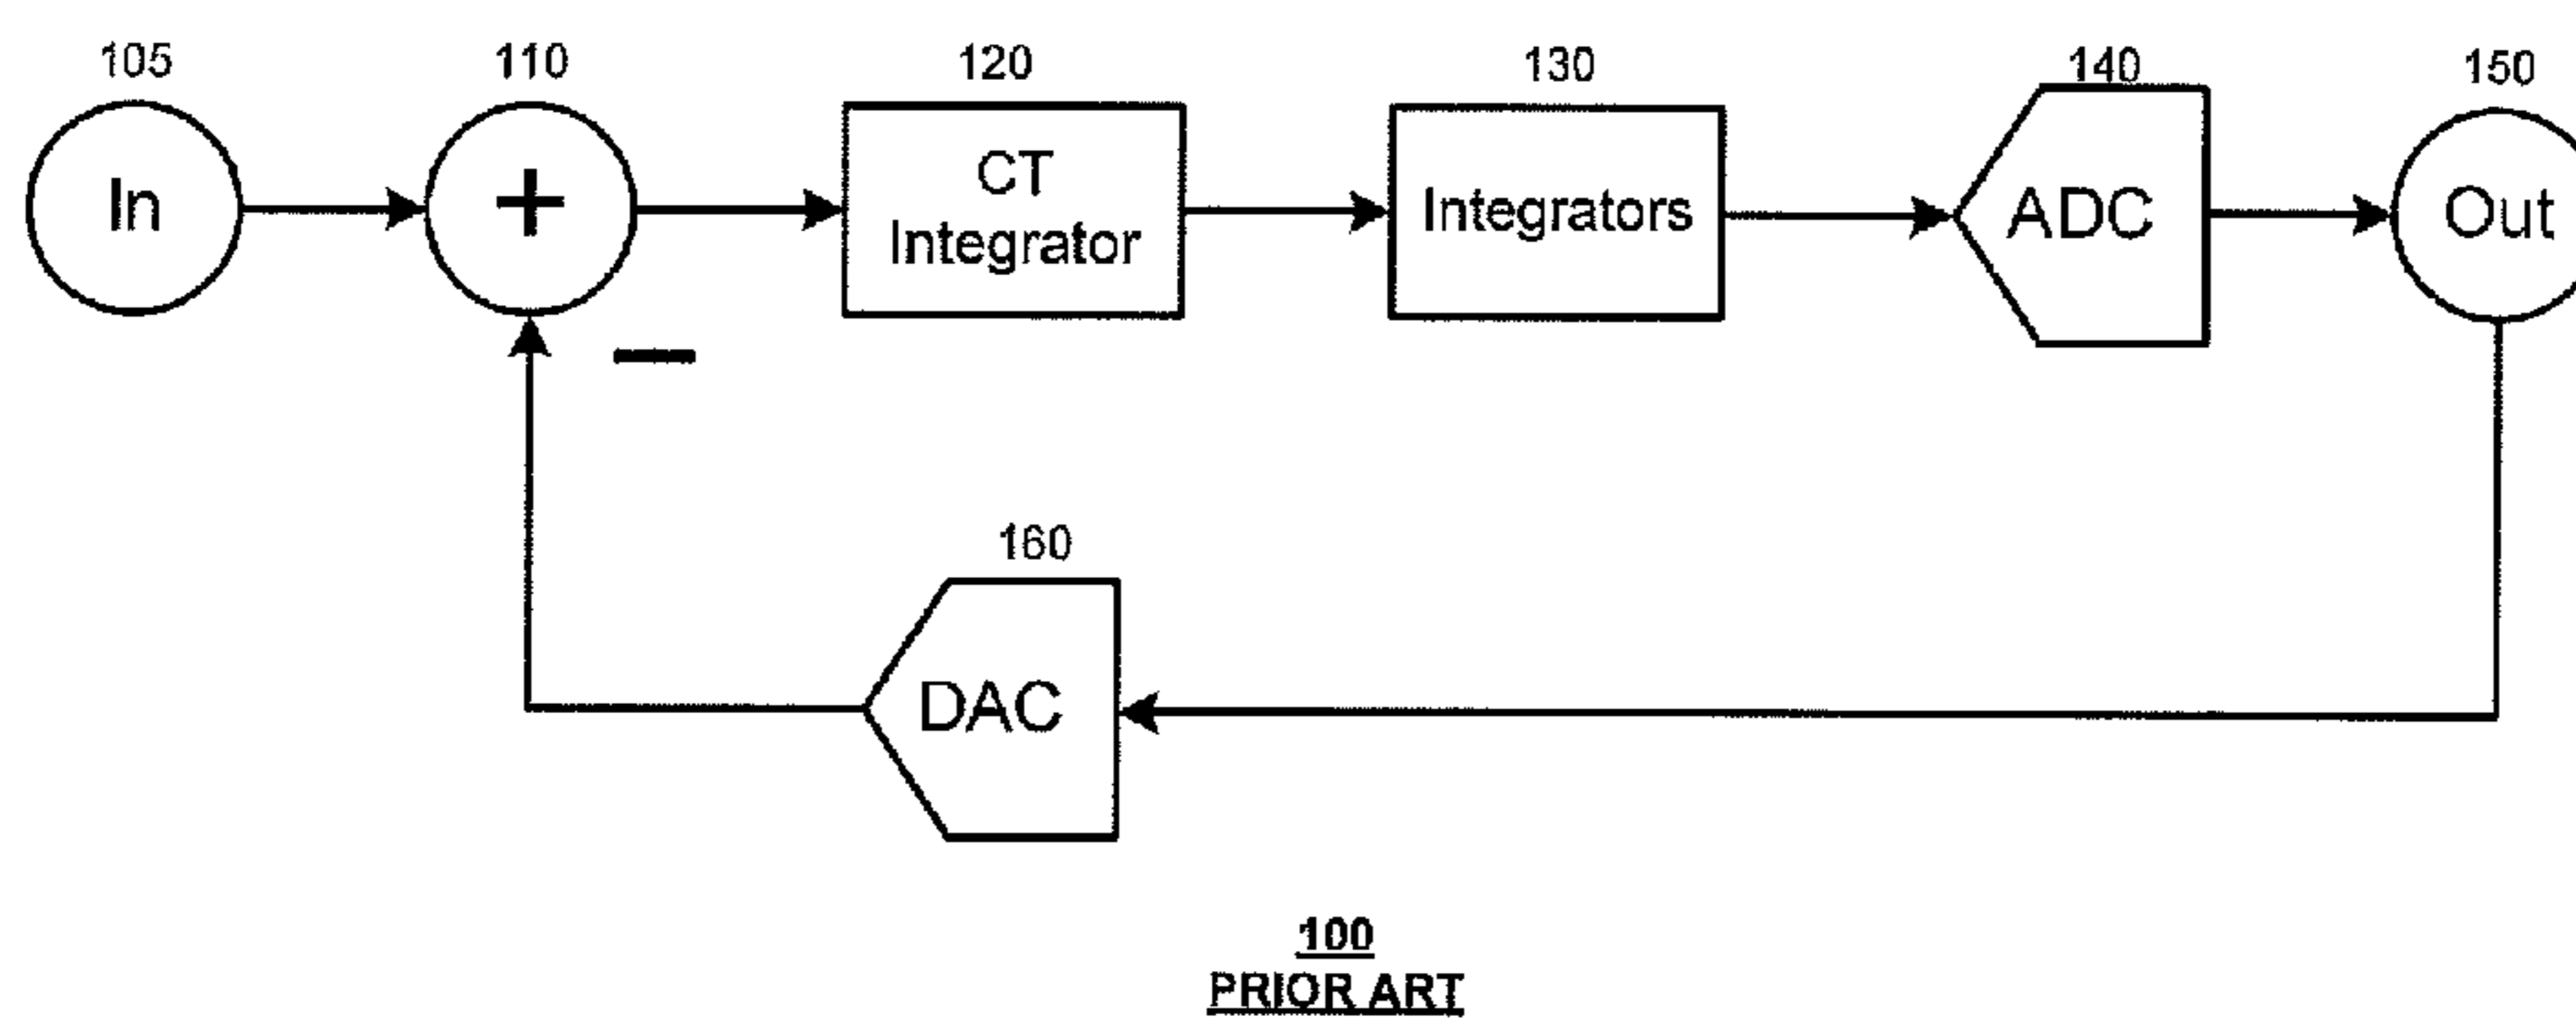 105
110
120
130
140
150
In
+
CT
Integrator
Integrators
ADC
Out
—
160
DAC
100
PRIOR ART